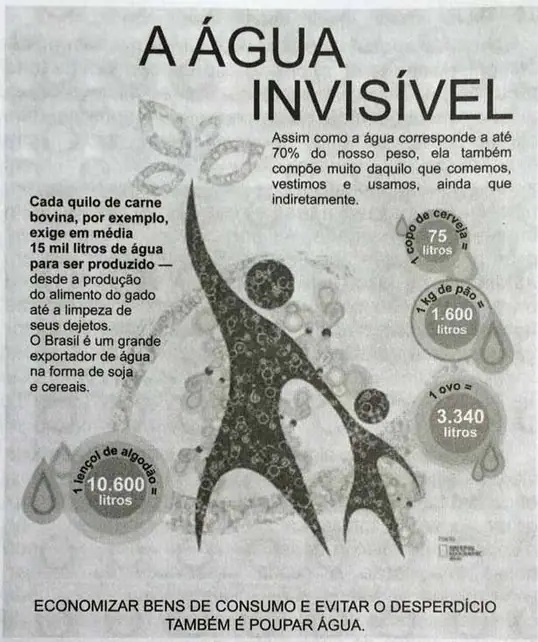 A ÁGUA
INVISÍVEL
Assim como a água corresponde a até
70% do nosso peso, ela também
compõe muito daquilo que comemos,
vestimos e usamos, ainda que
indiretamente.
Cada quilo de carne
bovina, por exemplo,
exige em média
15 mil litros de água
para ser produzido —
desde a produção
do alimento do gado
até a limpeza de
seus dejetos.
O Brasil é um grande
exportador de água
na forma de soja
e cereais.
1 copo de cerveja =
75
litros
1 kg de pão =
1.600
litros
1 ovo =
3.340
litros
1 lençol de algodão =
10.600
litros
NATIONAL
GEOGRAPHIC
ECONOMIZAR BENS DE CONSUMO E EVITAR O DESPERDÍCIO
TAMBÉM É POUPAR ÁGUA.